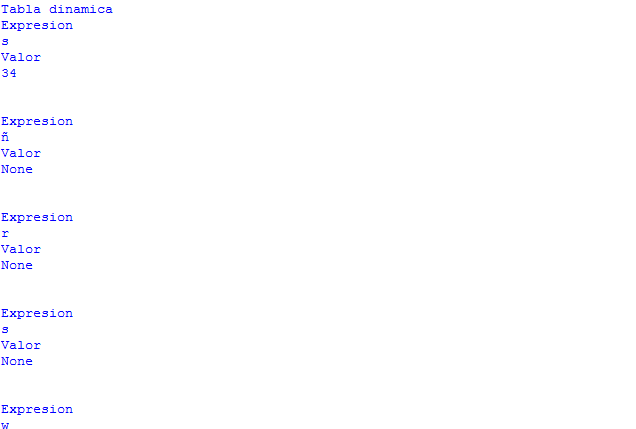 Tabla dinamica
Expresion
s
Valor
34
Expresion
ñ
Valor
None
Expresion
r
Valor
None
Expresion
s
Valor
None
Expresion
w